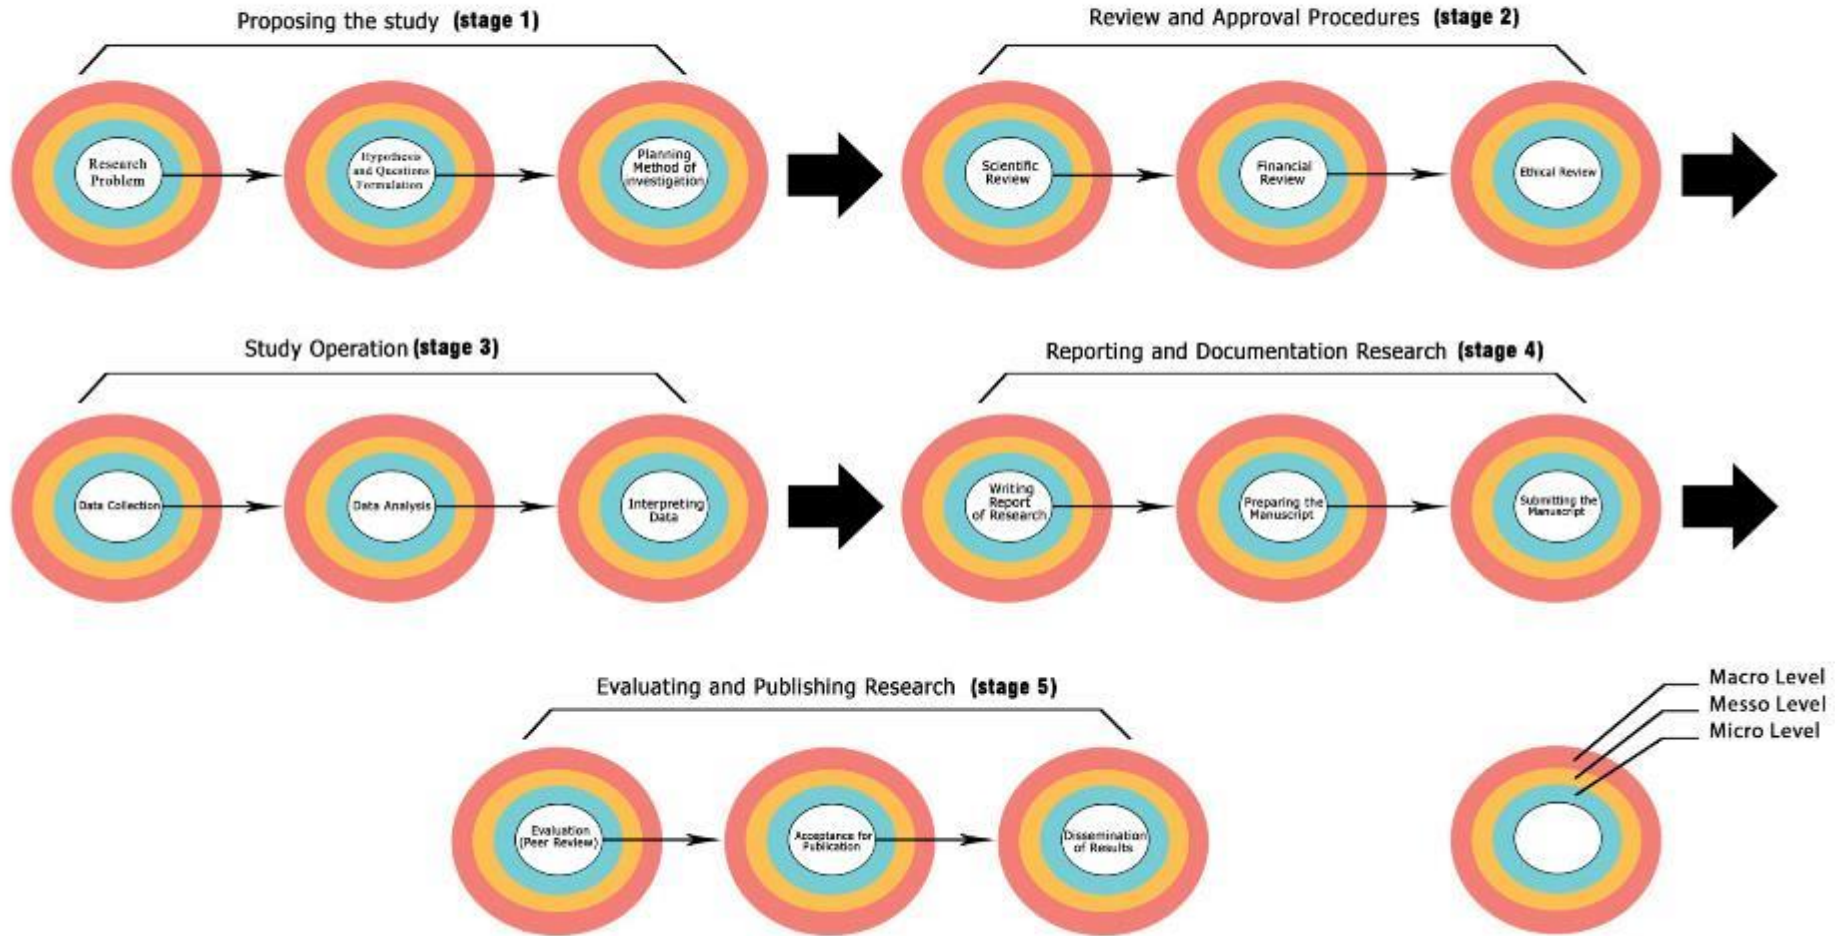 Proposing the study (stage 1)
Review and Approval Procedures (stage 2)
Research
Problem
Hypothesis
and Questions
Formulation
Planning
Method of
investigation
Scientific
Review
Financial
Review
Ethical Review
Study Operation (stage 3)
Reporting and Documentation Research (stage 4)
Data Collection
Data Analysis
Interpreting
Data
Writing
Report
of Research
Preparing the
Manuscript
Submitting the
Manuscript
Evaluating and Publishing Research (stage 5)
Macro Level
Messo Level
Micro Level
Evaluation
(Peer Review)
Acceptance for
Publication
Dissemination
of Results